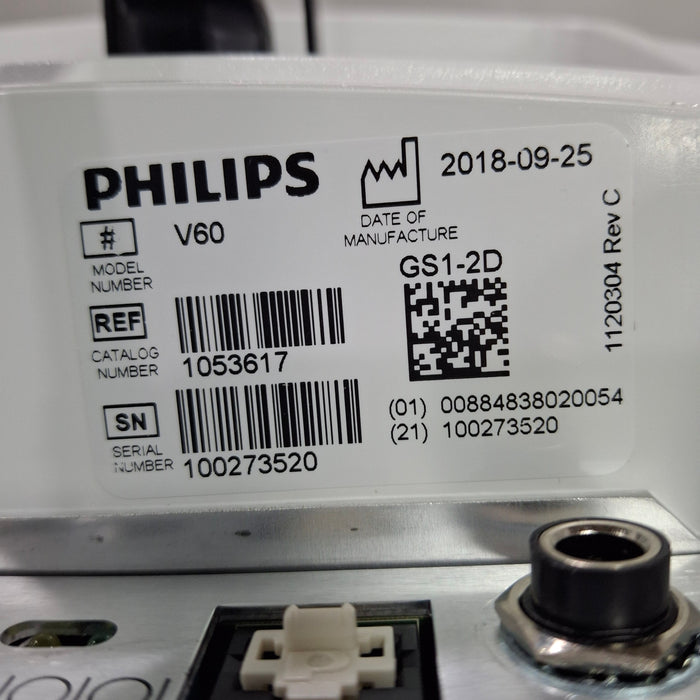 PHILIPS
2018-09-25
DATE OF
MANUFACTURE
#
V60
MODEL
NUMBER
GS1-2D
REF
CATALOG
NUMBER
1053617
SN
SERIAL
NUMBER
100273520
(01) 00884838020054
(21) 100273520
1120304 Rev C
IOIOI